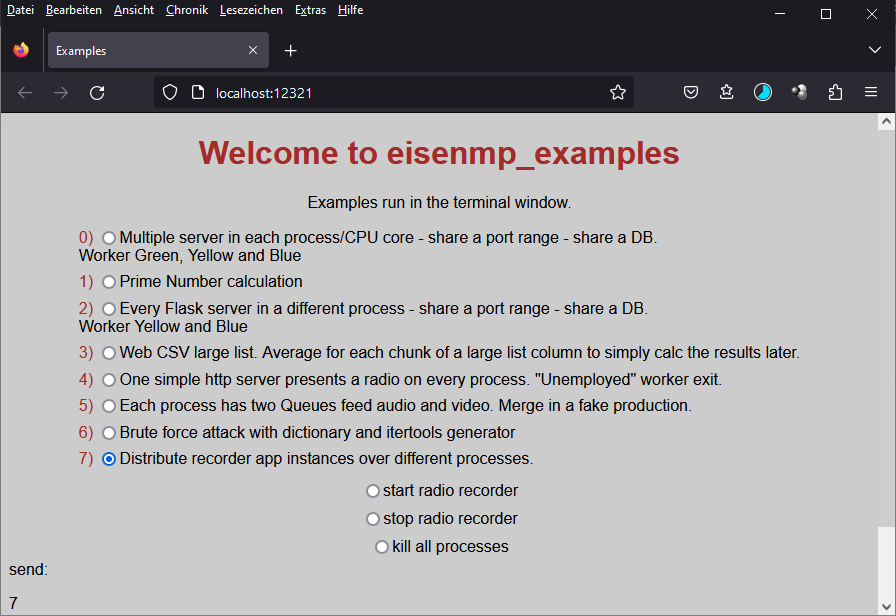 Datei Bearbeiten Ansicht Chronik Lesezeichen Extras Hilfe
Examples
localhost:12321
Welcome to eisenmp_examples
Examples run in the terminal window.
0) Multiple server in each process/CPU core - share a port range - share a DB.
Worker Green, Yellow and Blue
1) Prime Number calculation
2) Every Flask server in a different process - share a port range - share a DB.
Worker Yellow and Blue
3) Web CSV large list. Average for each chunk of a large list column to simply calc the results later.
4) One simple http server presents a radio on every process. "Unemployed" worker exit.
5) Each process has two Queues feed audio and video. Merge in a fake production.
6) Brute force attack with dictionary and itertools generator
7) Distribute recorder app instances over different processes.
start radio recorder
stop radio recorder
kill all processes
send:
7